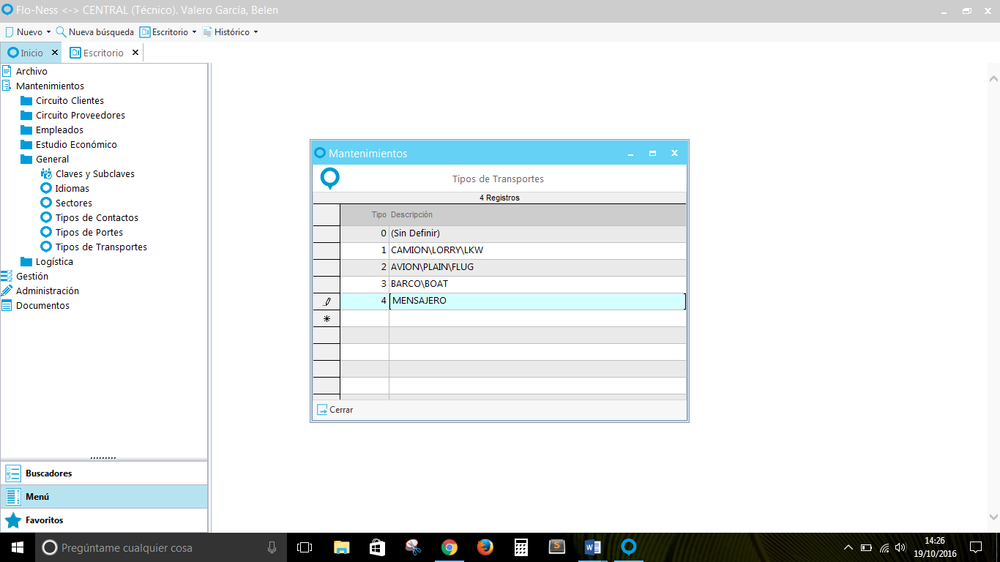 Flo-Ness <-> CENTRAL (Técnico). Valero García, Belen
Nuevo Nueva búsqueda Escritorio Histórico
Inicio Escritorio
Archivo
Mantenimientos
Circuito Clientes
Circuito Proveedores
Empleados
Estudio Económico
General
Claves y Subclaves
Idiomas
Sectores
Tipos de Contactos
Tipos de Portes
Tipos de Transportes
Logística
Gestión
Administración
Documentos
Buscadores
Menú
Favoritos
Mantenimientos
Tipos de Transportes
4 Registros
Tipo Descripción
0 (Sin Definir)
1 CAMION\LORRY\LKW
2 AVION\PLAIN\FLUG
3 BARCO\BOAT
4 MENSAJERO
Cerrar
Pregúntame cualquier cosa
14:26
19/10/2016